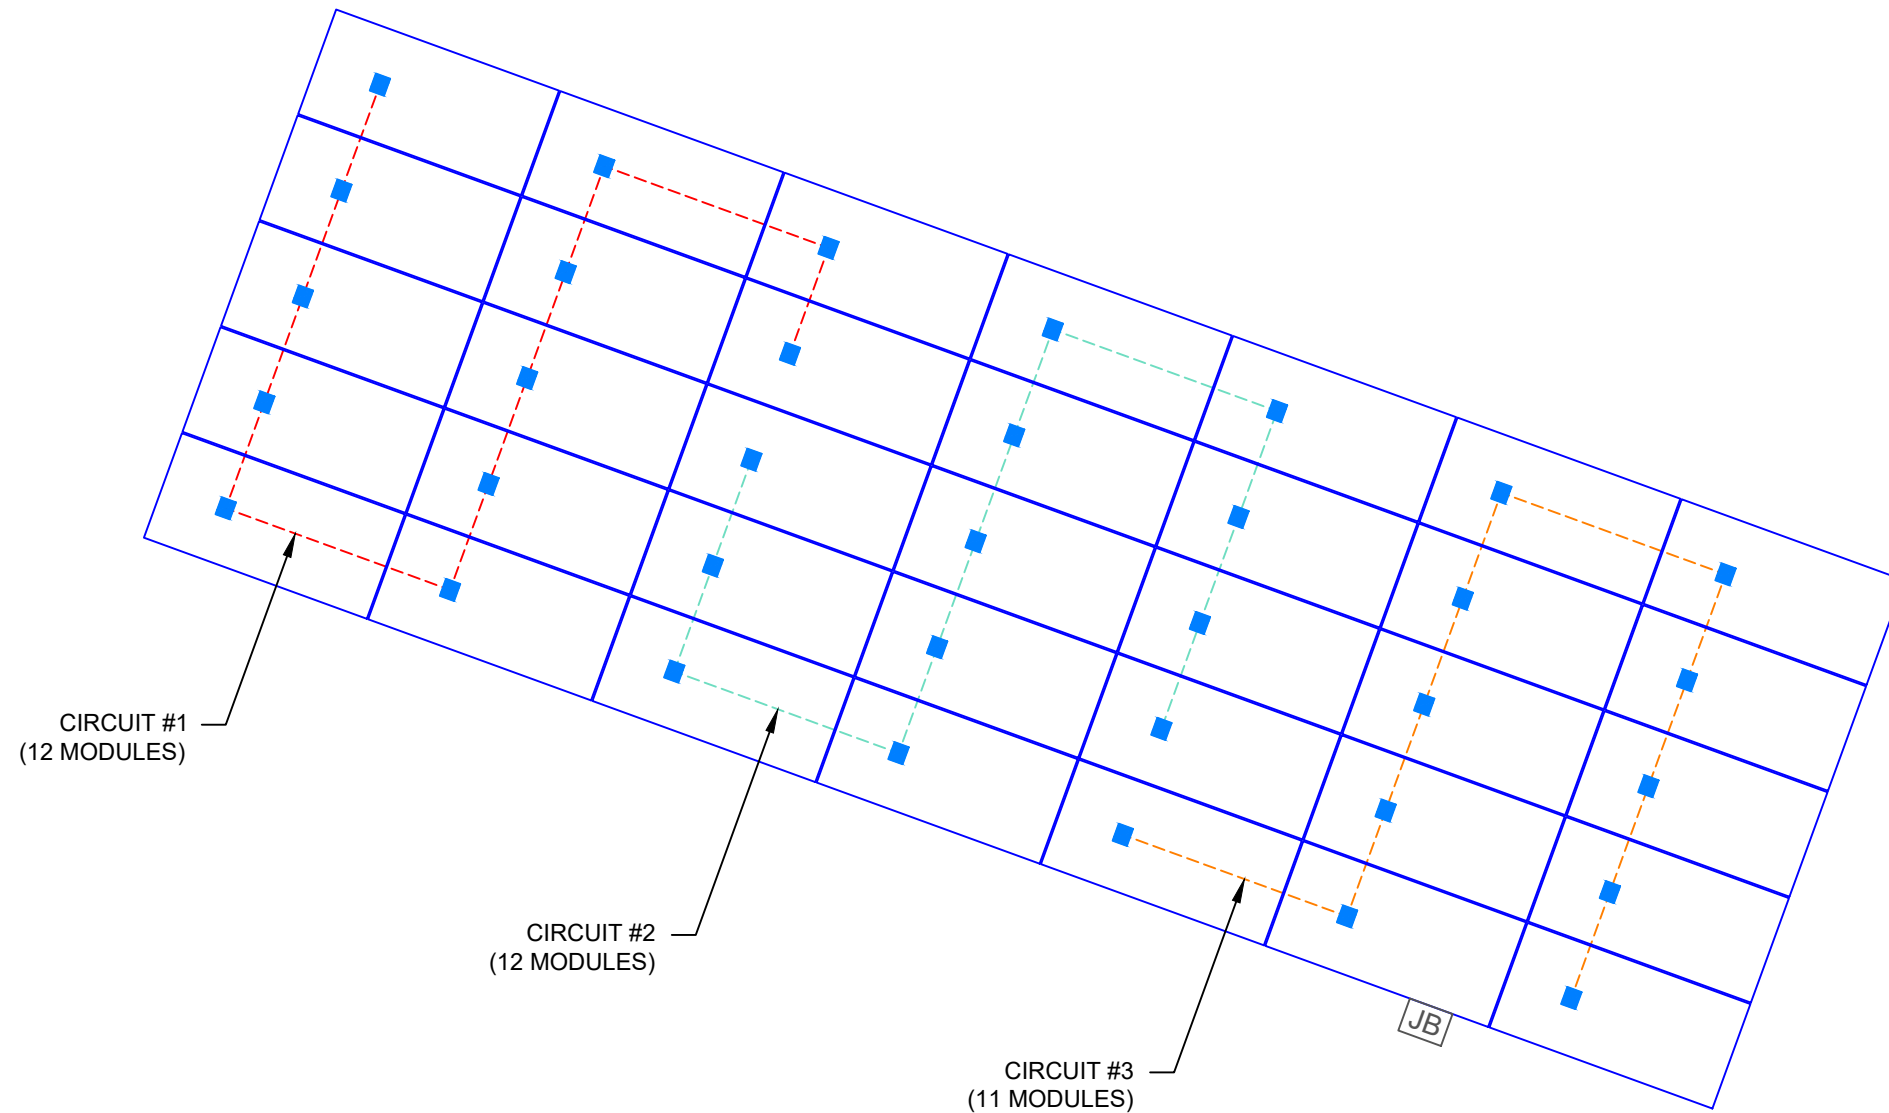 CIRCUIT #1
(12 MODULES)
CIRCUIT #2
(12 MODULES)
JB
CIRCUIT #3
(11 MODULES)